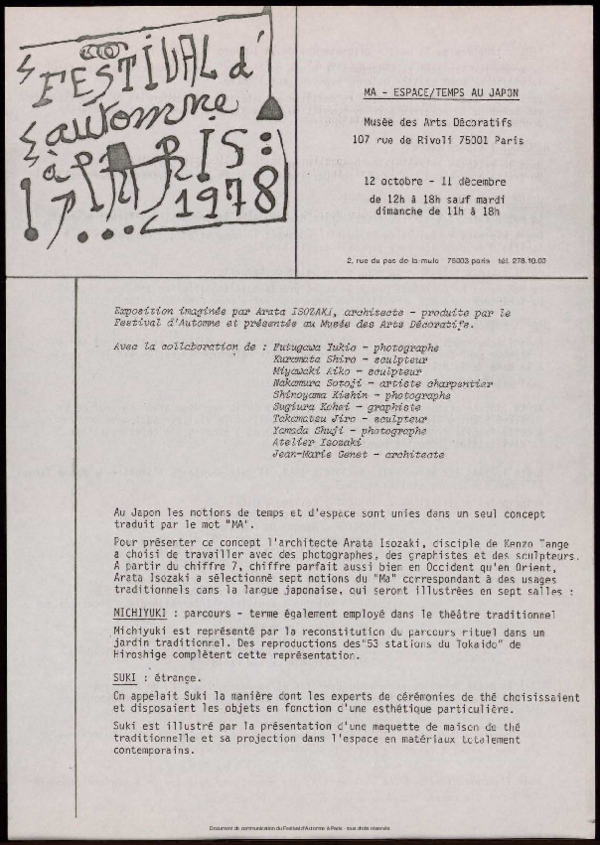 FESTIVAL d'
automne
à PARIS:
1978
MA - ESPACE/TEMPS AU JAPON
Musée des Arts Décoratifs
107 rue de Rivoli 75001 Paris
12 octobre - 11 décembre
de 12h à 18h sauf mardi
dimanche de 11h à 18h
2, rue du pas de la mule 75003 paris tél. 278.10.00
Exposition imaginée par Arata ISOZAKI, architecte - produite par le
Festival d'Automne et présentée au Musée des Arts Décoratifs.
Avec la collaboration de : Futugawa Yukio - photographe
Kuramata Shiro - sculpteur
Miyawaki Aiko - sculpteur
Nakamura Sotoji - artiste charpentier
Shinoyama Kishin - photographe
Sugiura Kohei - graphiste
Takamatsu Jiro - sculpteur
Yamada Shuji - photographe
Atelier Isozaki
Jean-Marie Genet - architecte
Au Japon les notions de temps et d'espace sont unies dans un seul concept
traduit par le mot "MA".
Pour présenter ce concept l'architecte Arata Isozaki, disciple de Kenzo Tange
a choisi de travailler avec des photographes, des graphistes et des sculpteurs.
A partir du chiffre 7, chiffre parfait aussi bien en Occident qu'en Orient,
Arata Isozaki a sélectionné sept notions du "Ma" correspondant à des usages
traditionnels dans la langue japonaise, qui seront illustrées en sept salles :
MICHIYUKI : parcours - terme également employé dans le théâtre traditionnel
Michiyuki est représenté par la reconstitution du parcours rituel dans un
jardin traditionnel. Des reproductions des"53 stations du Tokaido" de
Hiroshige complètent cette représentation.
SUKI : étrange.
On appelait Suki la manière dont les experts de cérémonies de thé choisissaient
et disposaient les objets en fonction d'une esthétique particulière.
Suki est illustré par la présentation d'une maquette de maison de thé
traditionnelle et sa projection dans l'espace en matériaux totalement
contemporains.
Document de communication du Festival d'Automne à Paris - tous droits réservés